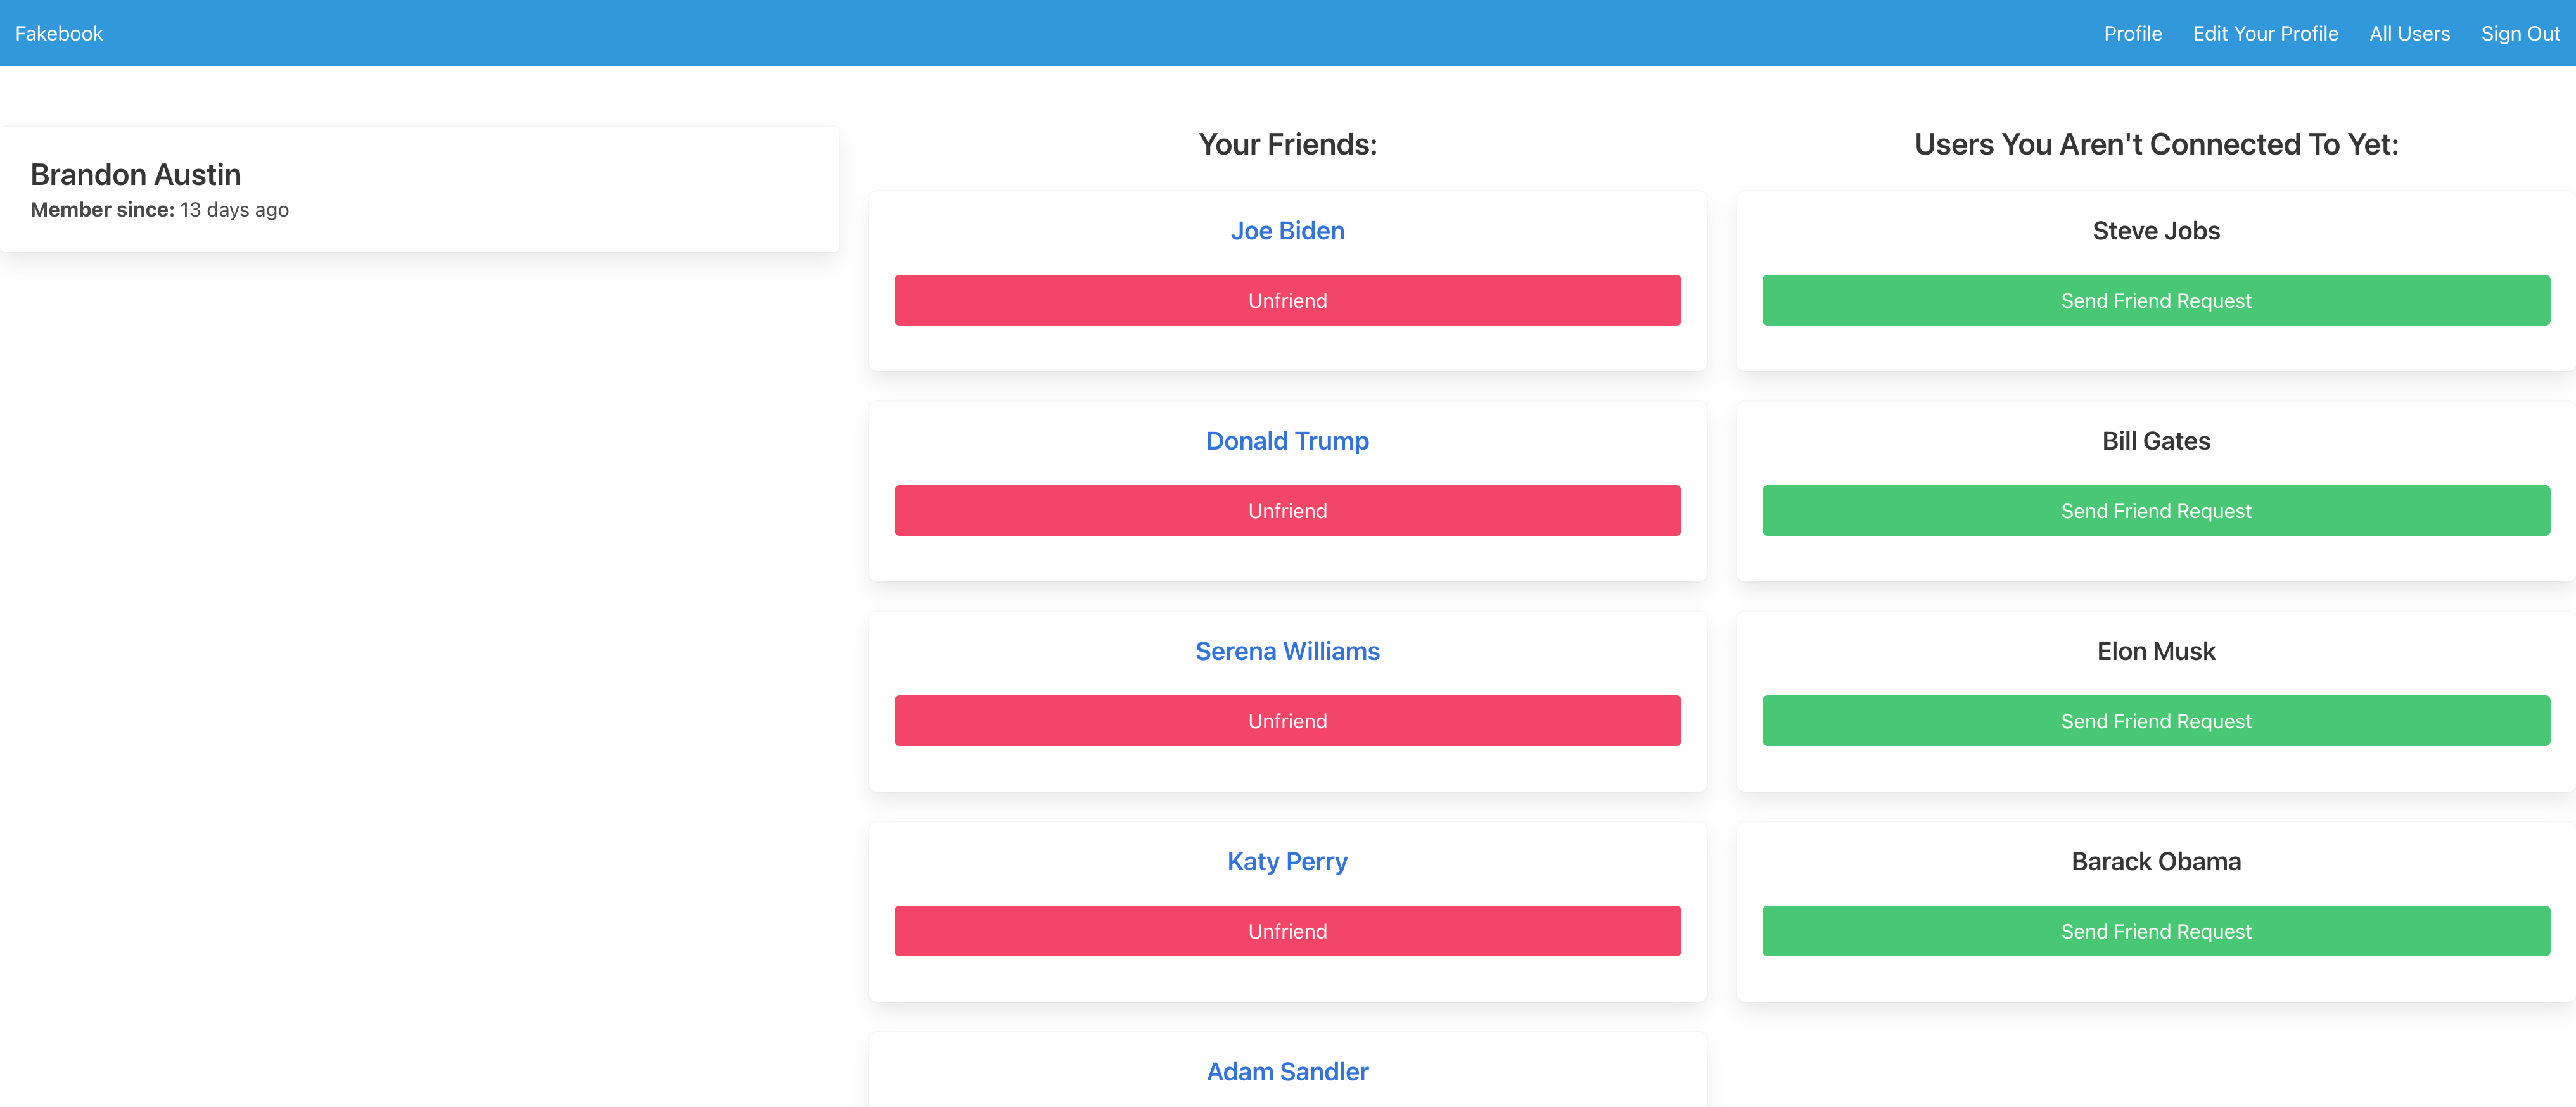 Fakebook
Profile
Edit Your Profile
All Users
Sign Out
Brandon Austin
Member since: 13 days ago
Your Friends:
Joe Biden
Unfriend
Donald Trump
Unfriend
Serena Williams
Unfriend
Katy Perry
Unfriend
Adam Sandler
Users You Aren't Connected To Yet:
Steve Jobs
Send Friend Request
Bill Gates
Send Friend Request
Elon Musk
Send Friend Request
Barack Obama
Send Friend Request